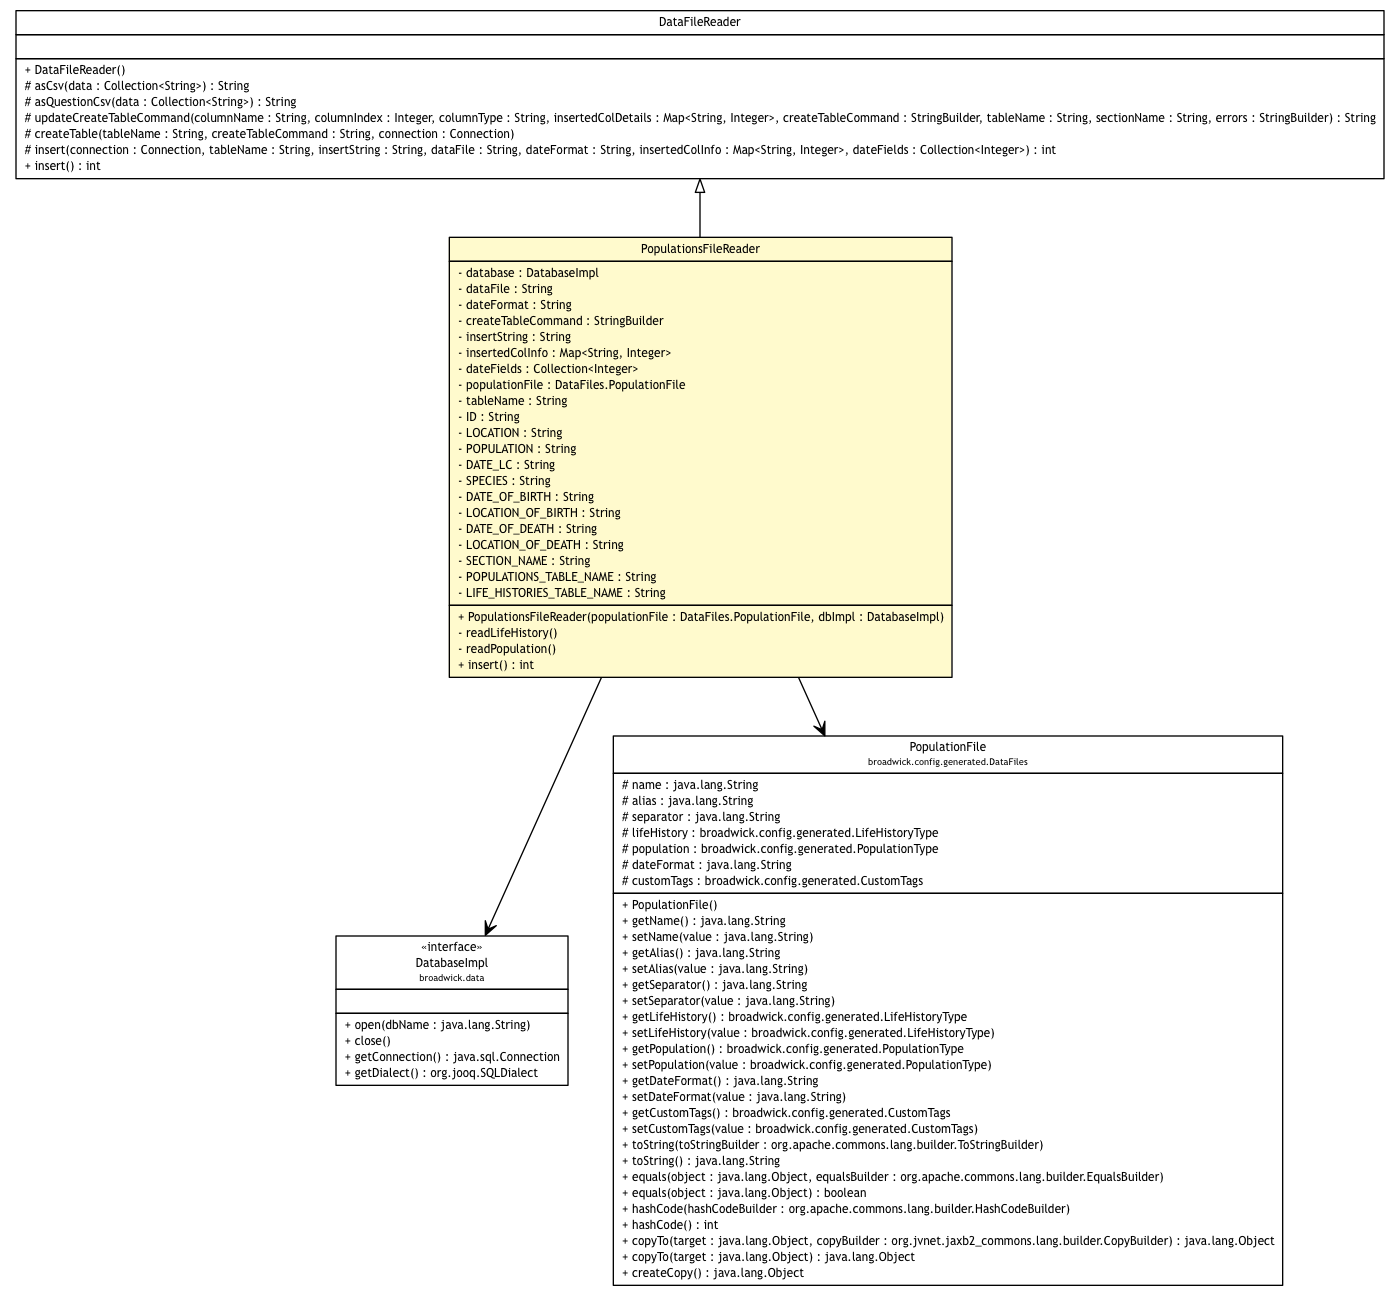 DataFileReader
+ DataFileReader()
# asCsv(data : Collection<String>) : String
# asQuestionCsv(data : Collection<String>) : String
# updateCreateTableCommand(columnName : String, columnIndex : Integer, columnType : String, insertedColDetails : Map<String, Integer>, createTableCommand : StringBuilder, tableName : String, sectionName : String, errors : StringBuilder) : String
# createTable(tableName : String, createTableCommand : String, connection : Connection)
# insert(connection : Connection, tableName : String, insertString : String, dataFile : String, dateFormat : String, insertedColInfo : Map<String, Integer>, dateFields : Collection<Integer>) : int
+ insert() : int
PopulationsFileReader
- database : DatabaseImpl
- dataFile : String
- dateFormat : String
- createTableCommand : StringBuilder
- insertString : String
- insertedColInfo : Map<String, Integer>
- dateFields : Collection<Integer>
- populationFile : DataFiles.PopulationFile
- tableName : String
- ID : String
- LOCATION : String
- POPULATION : String
- DATE_LC : String
- SPECIES : String
- DATE_OF_BIRTH : String
- LOCATION_OF_BIRTH : String
- DATE_OF_DEATH : String
- LOCATION_OF_DEATH : String
- SECTION_NAME : String
- POPULATIONS_TABLE_NAME : String
- LIFE_HISTORIES_TABLE_NAME : String
+ PopulationsFileReader(populationFile : DataFiles.PopulationFile, dbImpl : DatabaseImpl)
- readLifeHistory()
- readPopulation()
+ insert() : int
PopulationFile
broadwick.config.generated.DataFiles
# name : java.lang.String
# alias : java.lang.String
# separator : java.lang.String
# lifeHistory : broadwick.config.generated.LifeHistoryType
# population : broadwick.config.generated.PopulationType
# dateFormat : java.lang.String
# customTags : broadwick.config.generated.CustomTags
+ PopulationFile()
+ getName() : java.lang.String
+ setName(value : java.lang.String)
+ getAlias() : java.lang.String
+ setAlias(value : java.lang.String)
+ getSeparator() : java.lang.String
+ setSeparator(value : java.lang.String)
+ getLifeHistory() : broadwick.config.generated.LifeHistoryType
+ setLifeHistory(value : broadwick.config.generated.LifeHistoryType)
+ getPopulation() : broadwick.config.generated.PopulationType
+ setPopulation(value : broadwick.config.generated.PopulationType)
+ getDateFormat() : java.lang.String
+ setDateFormat(value : java.lang.String)
+ getCustomTags() : broadwick.config.generated.CustomTags
+ setCustomTags(value : broadwick.config.generated.CustomTags)
+ toString(toStringBuilder : org.apache.commons.lang.builder.ToStringBuilder)
+ toString() : java.lang.String
+ equals(object : java.lang.Object, equalsBuilder : org.apache.commons.lang.builder.EqualsBuilder)
+ equals(object : java.lang.Object) : boolean
+ hashCode(hashCodeBuilder : org.apache.commons.lang.builder.HashCodeBuilder)
+ hashCode() : int
+ copyTo(target : java.lang.Object, copyBuilder : org.jvnet.jaxb2_commons.lang.builder.CopyBuilder) : java.lang.Object
+ copyTo(target : java.lang.Object) : java.lang.Object
+ createCopy() : java.lang.Object
«interface»
DatabaseImpl
broadwick.data
+ open(dbName : java.lang.String)
+ close()
+ getConnection() : java.sql.Connection
+ getDialect() : org.jooq.SQLDialect